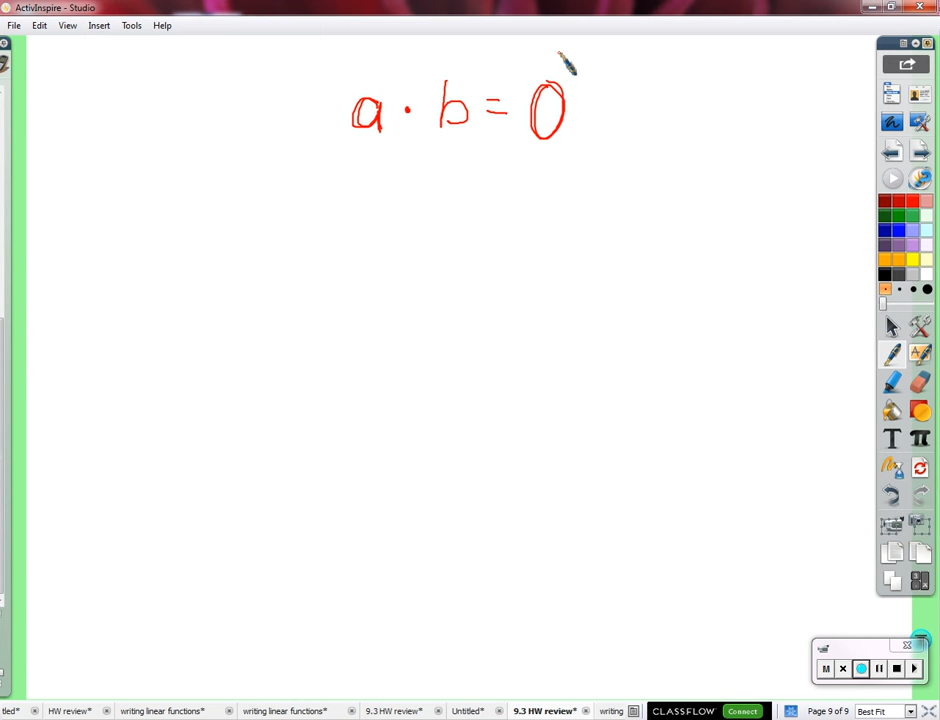 ActivInspire - Studio
File Edit View Insert Tools Help
a · b = 0
tled* HW review* writing linear functions* writing linear functions* 9.3 HW review* Untitled* 9.3 HW review* writing CLASSFLOW Connect Page 9 of 9 Best Fit
T π
M